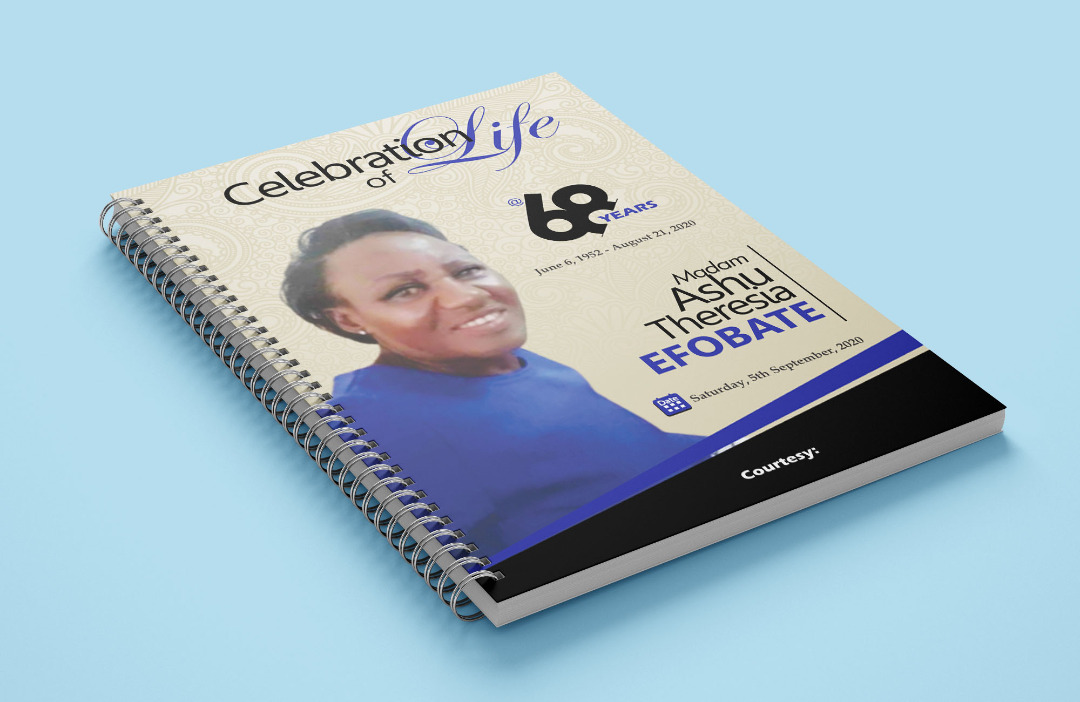 Celebration
of Life
@ 68 YEARS
June 6, 1952 - August 21, 2020
Madam
Ashu
Theresia
EFOBATE
Date
Saturday, 5th September, 2020
Courtesy: